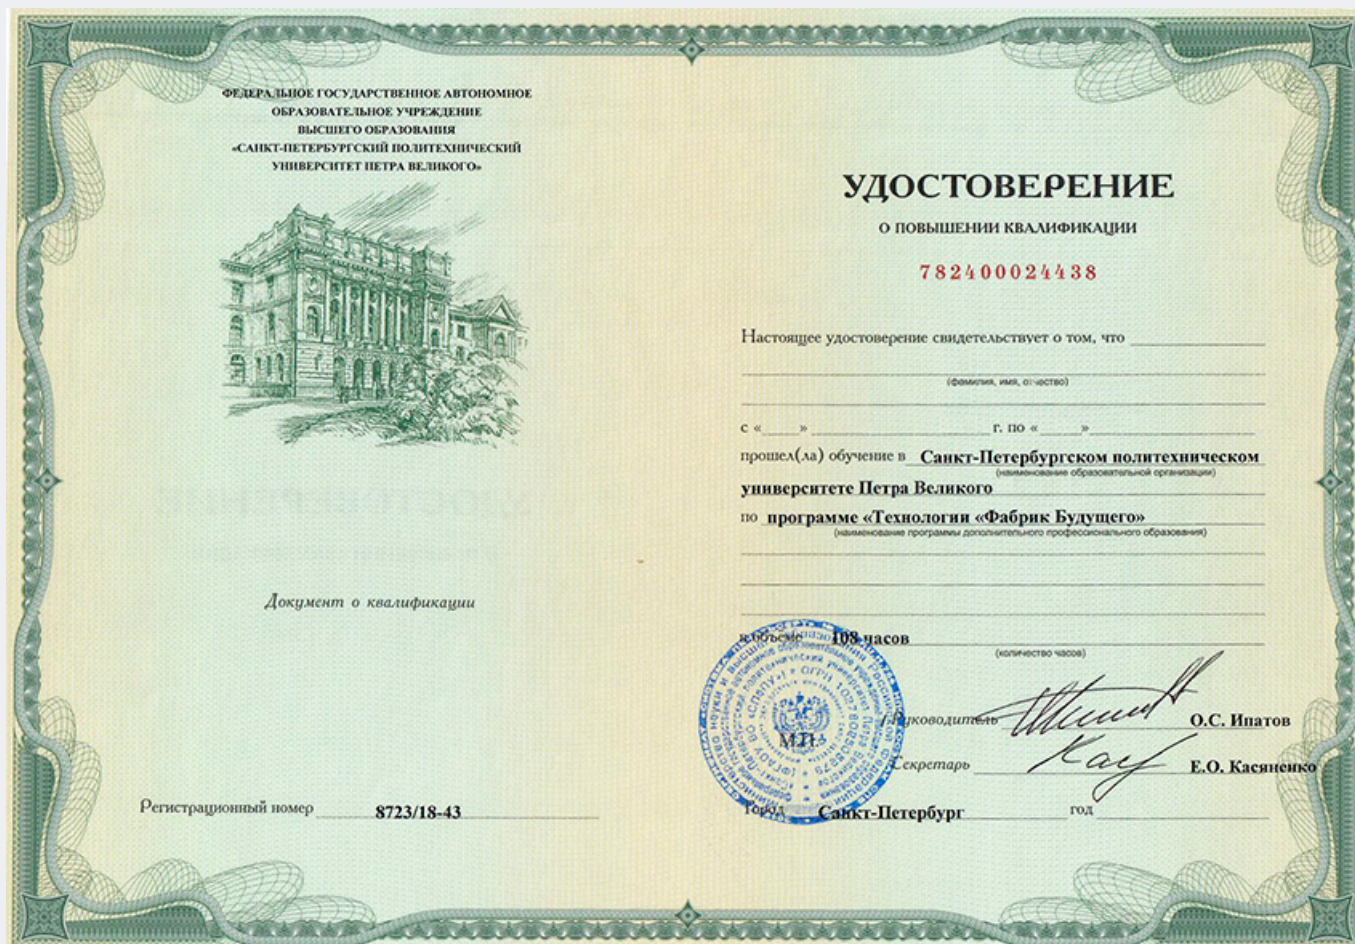 ФЕДЕРАЛЬНОЕ ГОСУДАРСТВЕННОЕ АВТОНОМНОЕ
ОБРАЗОВАТЕЛЬНОЕ УЧРЕЖДЕНИЕ
ВЫСШЕГО ОБРАЗОВАНИЯ
«САНКТ-ПЕТЕРБУРГСКИЙ ПОЛИТЕХНИЧЕСКИЙ
УНИВЕРСИТЕТ ПЕТРА ВЕЛИКОГО»
Документ о квалификации
Регистрационный номер 8723/18-43
УДОСТОВЕРЕНИЕ
О ПОВЫШЕНИИ КВАЛИФИКАЦИИ
782400024438
Настоящее удостоверение свидетельствует о том, что
(фамилия, имя, отчество)
с « » г. по « »
прошел(ла) обучение в Санкт-Петербургском политехническом
(наименование образовательной организации)
университете Петра Великого
по программе «Технологии «Фабрик Будущего»
(наименование программы дополнительного профессионального образования)
в объеме 108 часов
(количество часов)
Руководитель О.С. Ипатов
М.П.
Секретарь Е.О. Касяненко
Город Санкт-Петербург год